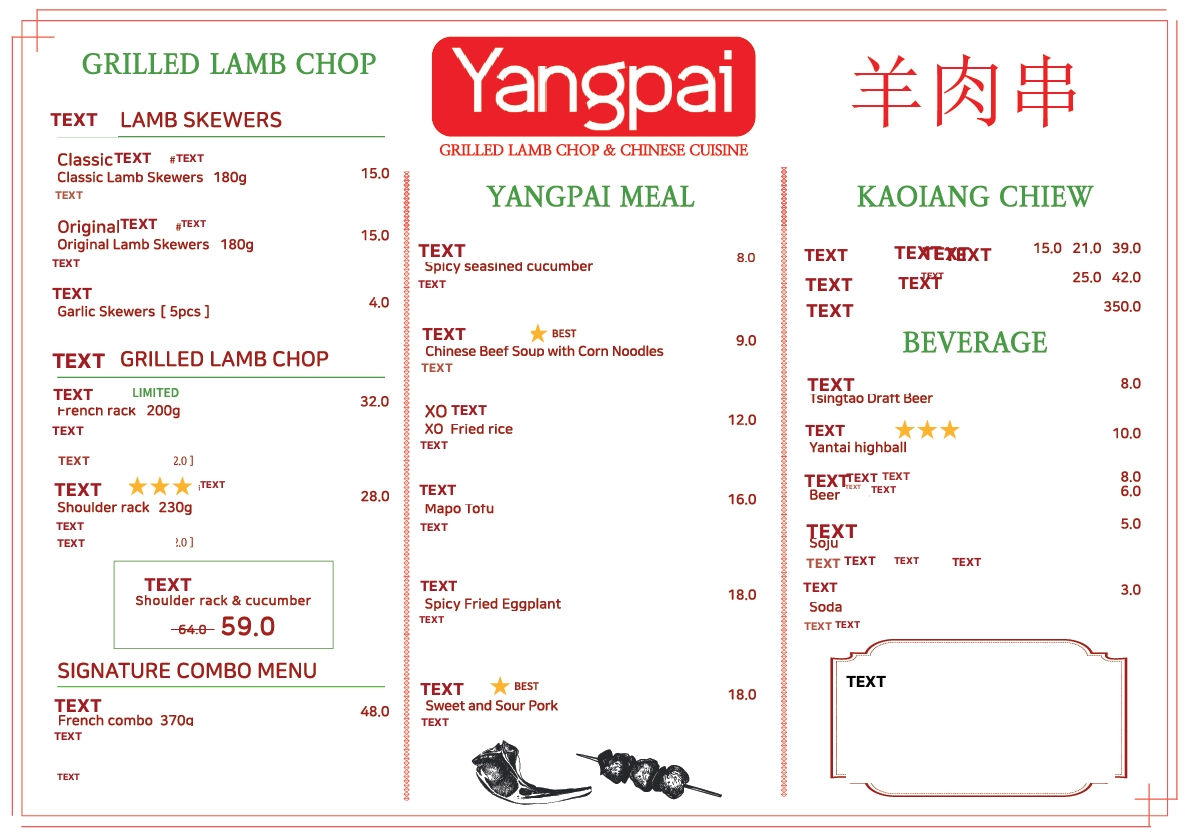 GRILLED LAMB CHOP
TEXT LAMB SKEWERS
ClassicTEXT #TEXT
Classic Lamb Skewers 180g 15.0
TEXT
OriginalTEXT #TEXT
Original Lamb Skewers 180g 15.0
TEXT
TEXT
Garlic Skewers [ 5pcs ] 4.0
TEXT GRILLED LAMB CHOP
TEXT LIMITED
French rack 200g 32.0
TEXT
TEXT 2.0 ]
TEXT TEXT
Shoulder rack 230g 28.0
TEXT
TEXT 2.0 ]
TEXT
Shoulder rack & cucumber
64.0 59.0
SIGNATURE COMBO MENU
TEXT
French combo 370g 48.0
TEXT
TEXT
Yangpai
GRILLED LAMB CHOP & CHINESE CUISINE
YANGPAI MEAL
TEXT
Spicy seasined cucumber 8.0
TEXT
TEXT BEST
Chinese Beef Soup with Corn Noodles 9.0
TEXT
XO TEXT
XO Fried rice 12.0
TEXT
TEXT
Mapo Tofu 16.0
TEXT
TEXT
Spicy Fried Eggplant 18.0
TEXT
TEXT BEST
Sweet and Sour Pork 18.0
TEXT
羊肉串
KAOIANG CHIEW
TEXT TEXT TEXT TEXT 15.0 21.0 39.0
TEXT TEXT TEXT 25.0 42.0
TEXT 350.0
BEVERAGE
TEXT
Tsingtao Draft Beer 8.0
TEXT
Yantai highball 10.0
TEXT TEXT TEXT 8.0
Beer TEXT TEXT 6.0
TEXT
Soju 5.0
TEXT TEXT TEXT TEXT
TEXT
Soda 3.0
TEXT TEXT
TEXT